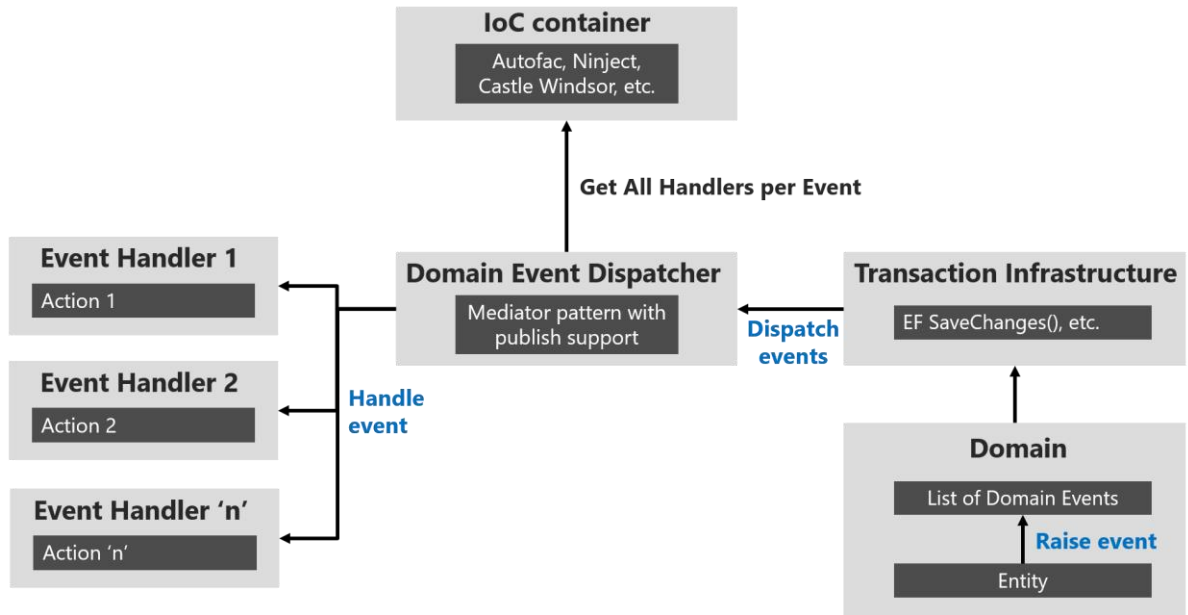 IoC container
Autofac, Ninject,
Castle Windsor, etc.
Get All Handlers per Event
Event Handler 1
Action 1
Event Handler 2
Action 2
Event Handler ‘n’
Action ‘n’
Handle
event
Domain Event Dispatcher
Mediator pattern with
publish support
Dispatch
events
Transaction Infrastructure
EF SaveChanges(), etc.
Domain
List of Domain Events
Raise event
Entity